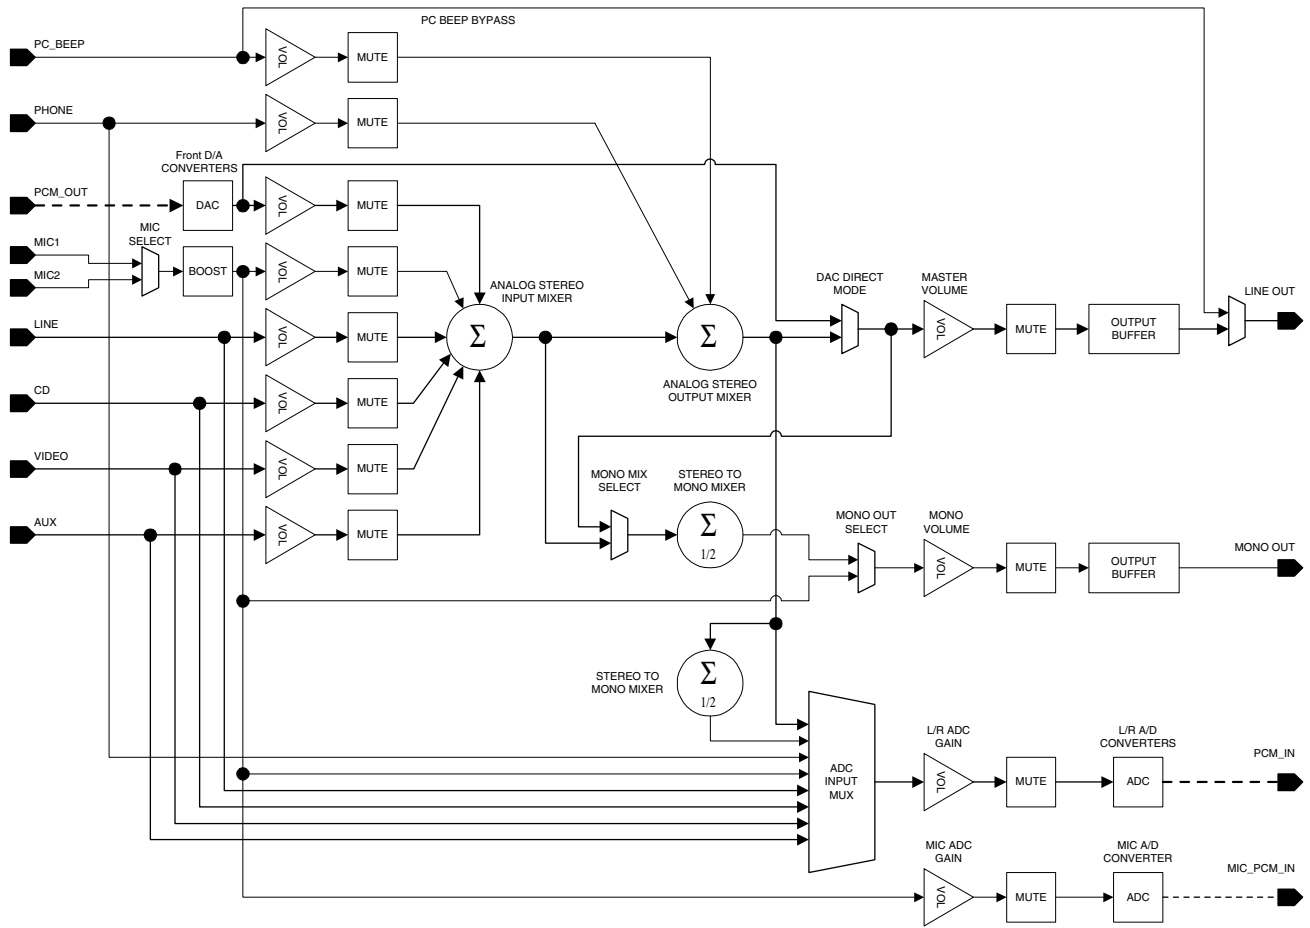 PC BEEP BYPASS
PC_BEEP
VOL
MUTE
PHONE
VOL
MUTE
Front D/A
CONVERTERS
PCM_OUT
DAC
VOL
MUTE
MIC
SELECT
MIC1
MIC2
BOOST
VOL
MUTE
ANALOG STEREO
INPUT MIXER
DAC DIRECT
MODE
MASTER
VOLUME
LINE OUT
LINE
VOL
MUTE
Σ
Σ
VOL
MUTE
OUTPUT
BUFFER
ANALOG STEREO
OUTPUT MIXER
CD
VOL
MUTE
VIDEO
VOL
MUTE
MONO MIX
SELECT
STEREO TO
MONO MIXER
AUX
VOL
MUTE
Σ
1/2
MONO OUT
SELECT
MONO
VOLUME
MONO OUT
VOL
MUTE
OUTPUT
BUFFER
STEREO TO
MONO MIXER
Σ
1/2
L/R ADC
GAIN
L/R A/D
CONVERTERS
PCM_IN
ADC
INPUT
MUX
VOL
MUTE
ADC
MIC ADC
GAIN
MIC A/D
CONVERTER
MIC_PCM_IN
VOL
MUTE
ADC